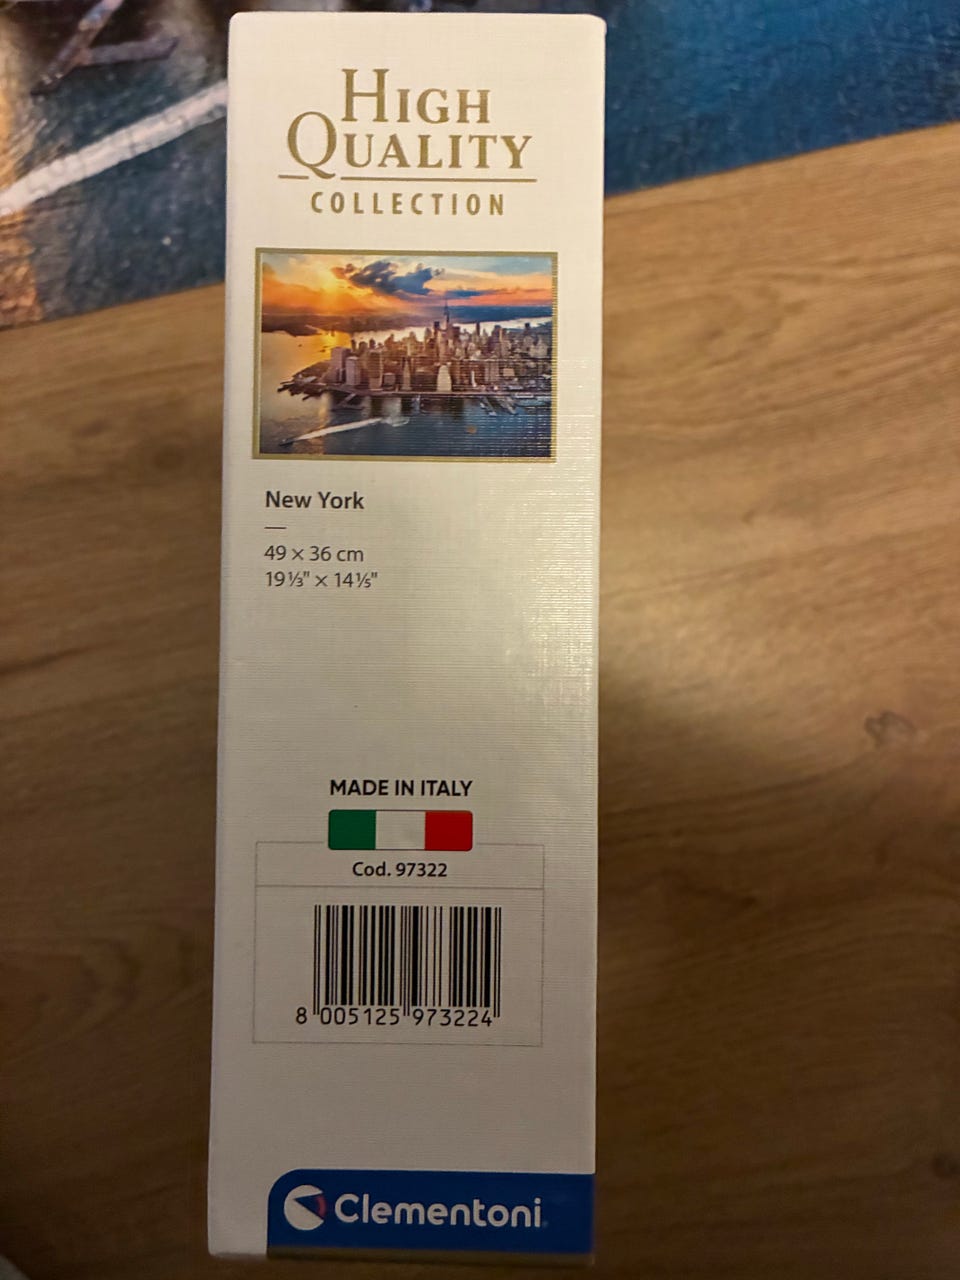 HIGH
QUALITY
COLLECTION
New York
49 × 36 cm
19⅓" × 14⅕"
MADE IN ITALY
Cod. 97322
8 005125 973224
Clementoni